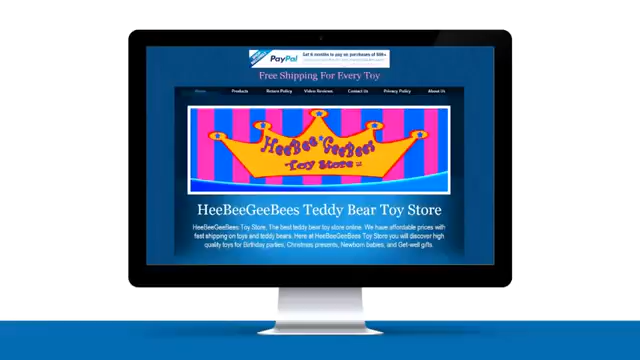 PayPal
Get 6 months to pay on purchases of $99+
Free Shipping For Every Toy
Home Products Return Policy Video Reviews Contact Us Privacy Policy About Us
HeeBee GeeBees
Toy Store
HeeBeeGeeBees Teddy Bear Toy Store
HeeBeeGeeBees Toy Store. The best teddy bear toy store online. We have affordable prices with
fast shipping on toys and teddy bears. Here at HeeBeeGeeBees Toy Store you will discover high
quality toys for Birthday parties, Christmas presents, Newborn babies, and Get-well gifts.